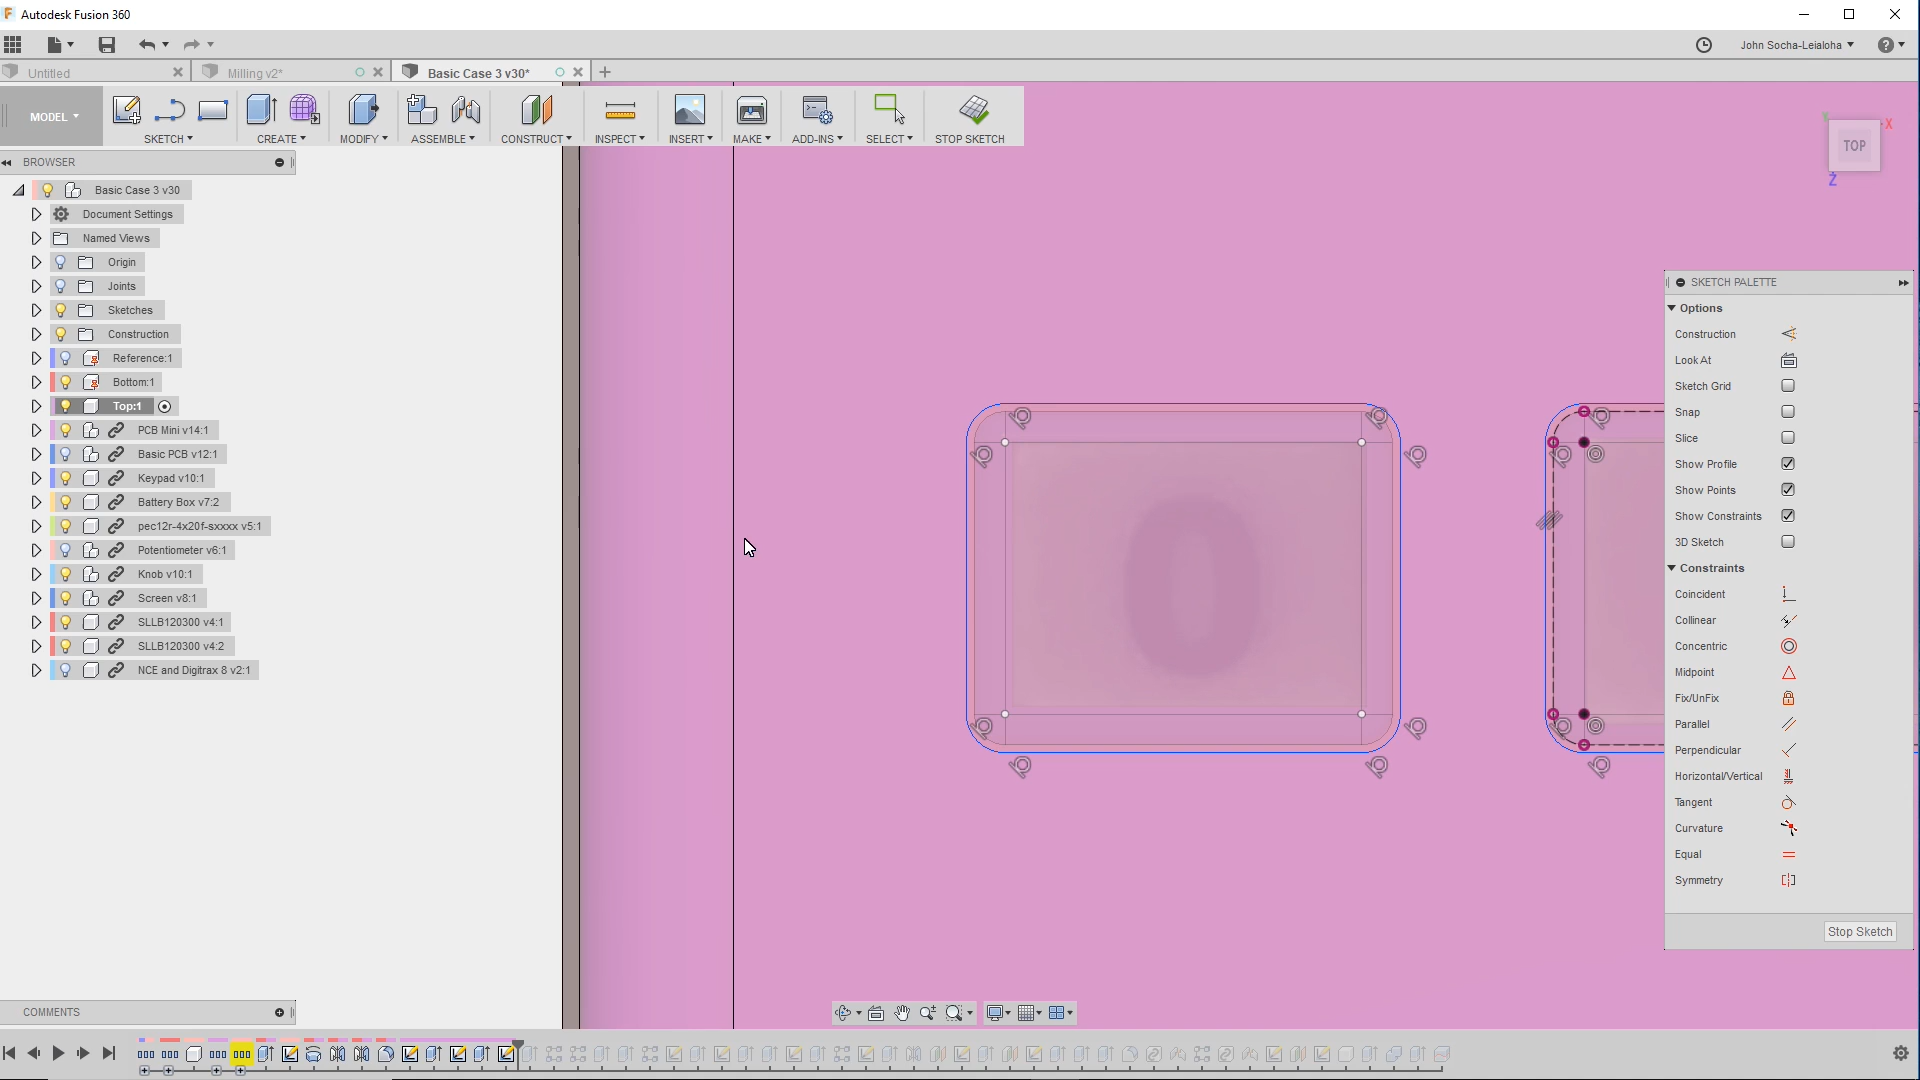 Autodesk Fusion 360
John Socha-Leialoha
Untitled
Milling v2*
Basic Case 3 v30*
MODEL
SKETCH
CREATE
MODIFY
ASSEMBLE
CONSTRUCT
INSPECT
INSERT
MAKE
ADD-INS
SELECT
STOP SKETCH
BROWSER
Basic Case 3 v30
Document Settings
Named Views
Origin
Joints
Sketches
Construction
Reference:1
Bottom:1
Top:1
PCB Mini v14:1
Basic PCB v12:1
Keypad v10:1
Battery Box v7:2
pec12r-4x20f-sxxxx v5:1
Potentiometer v6:1
Knob v10:1
Screen v8:1
SLLB120300 v4:1
SLLB120300 v4:2
NCE and Digitrax 8 v2:1
0
X
TOP
Z
SKETCH PALETTE
Options
Construction
Look At
Sketch Grid
Snap
Slice
Show Profile
Show Points
Show Constraints
3D Sketch
Constraints
Coincident
Collinear
Concentric
Midpoint
Fix/UnFix
Parallel
Perpendicular
Horizontal/Vertical
Tangent
Curvature
Equal
Symmetry
Stop Sketch
COMMENTS